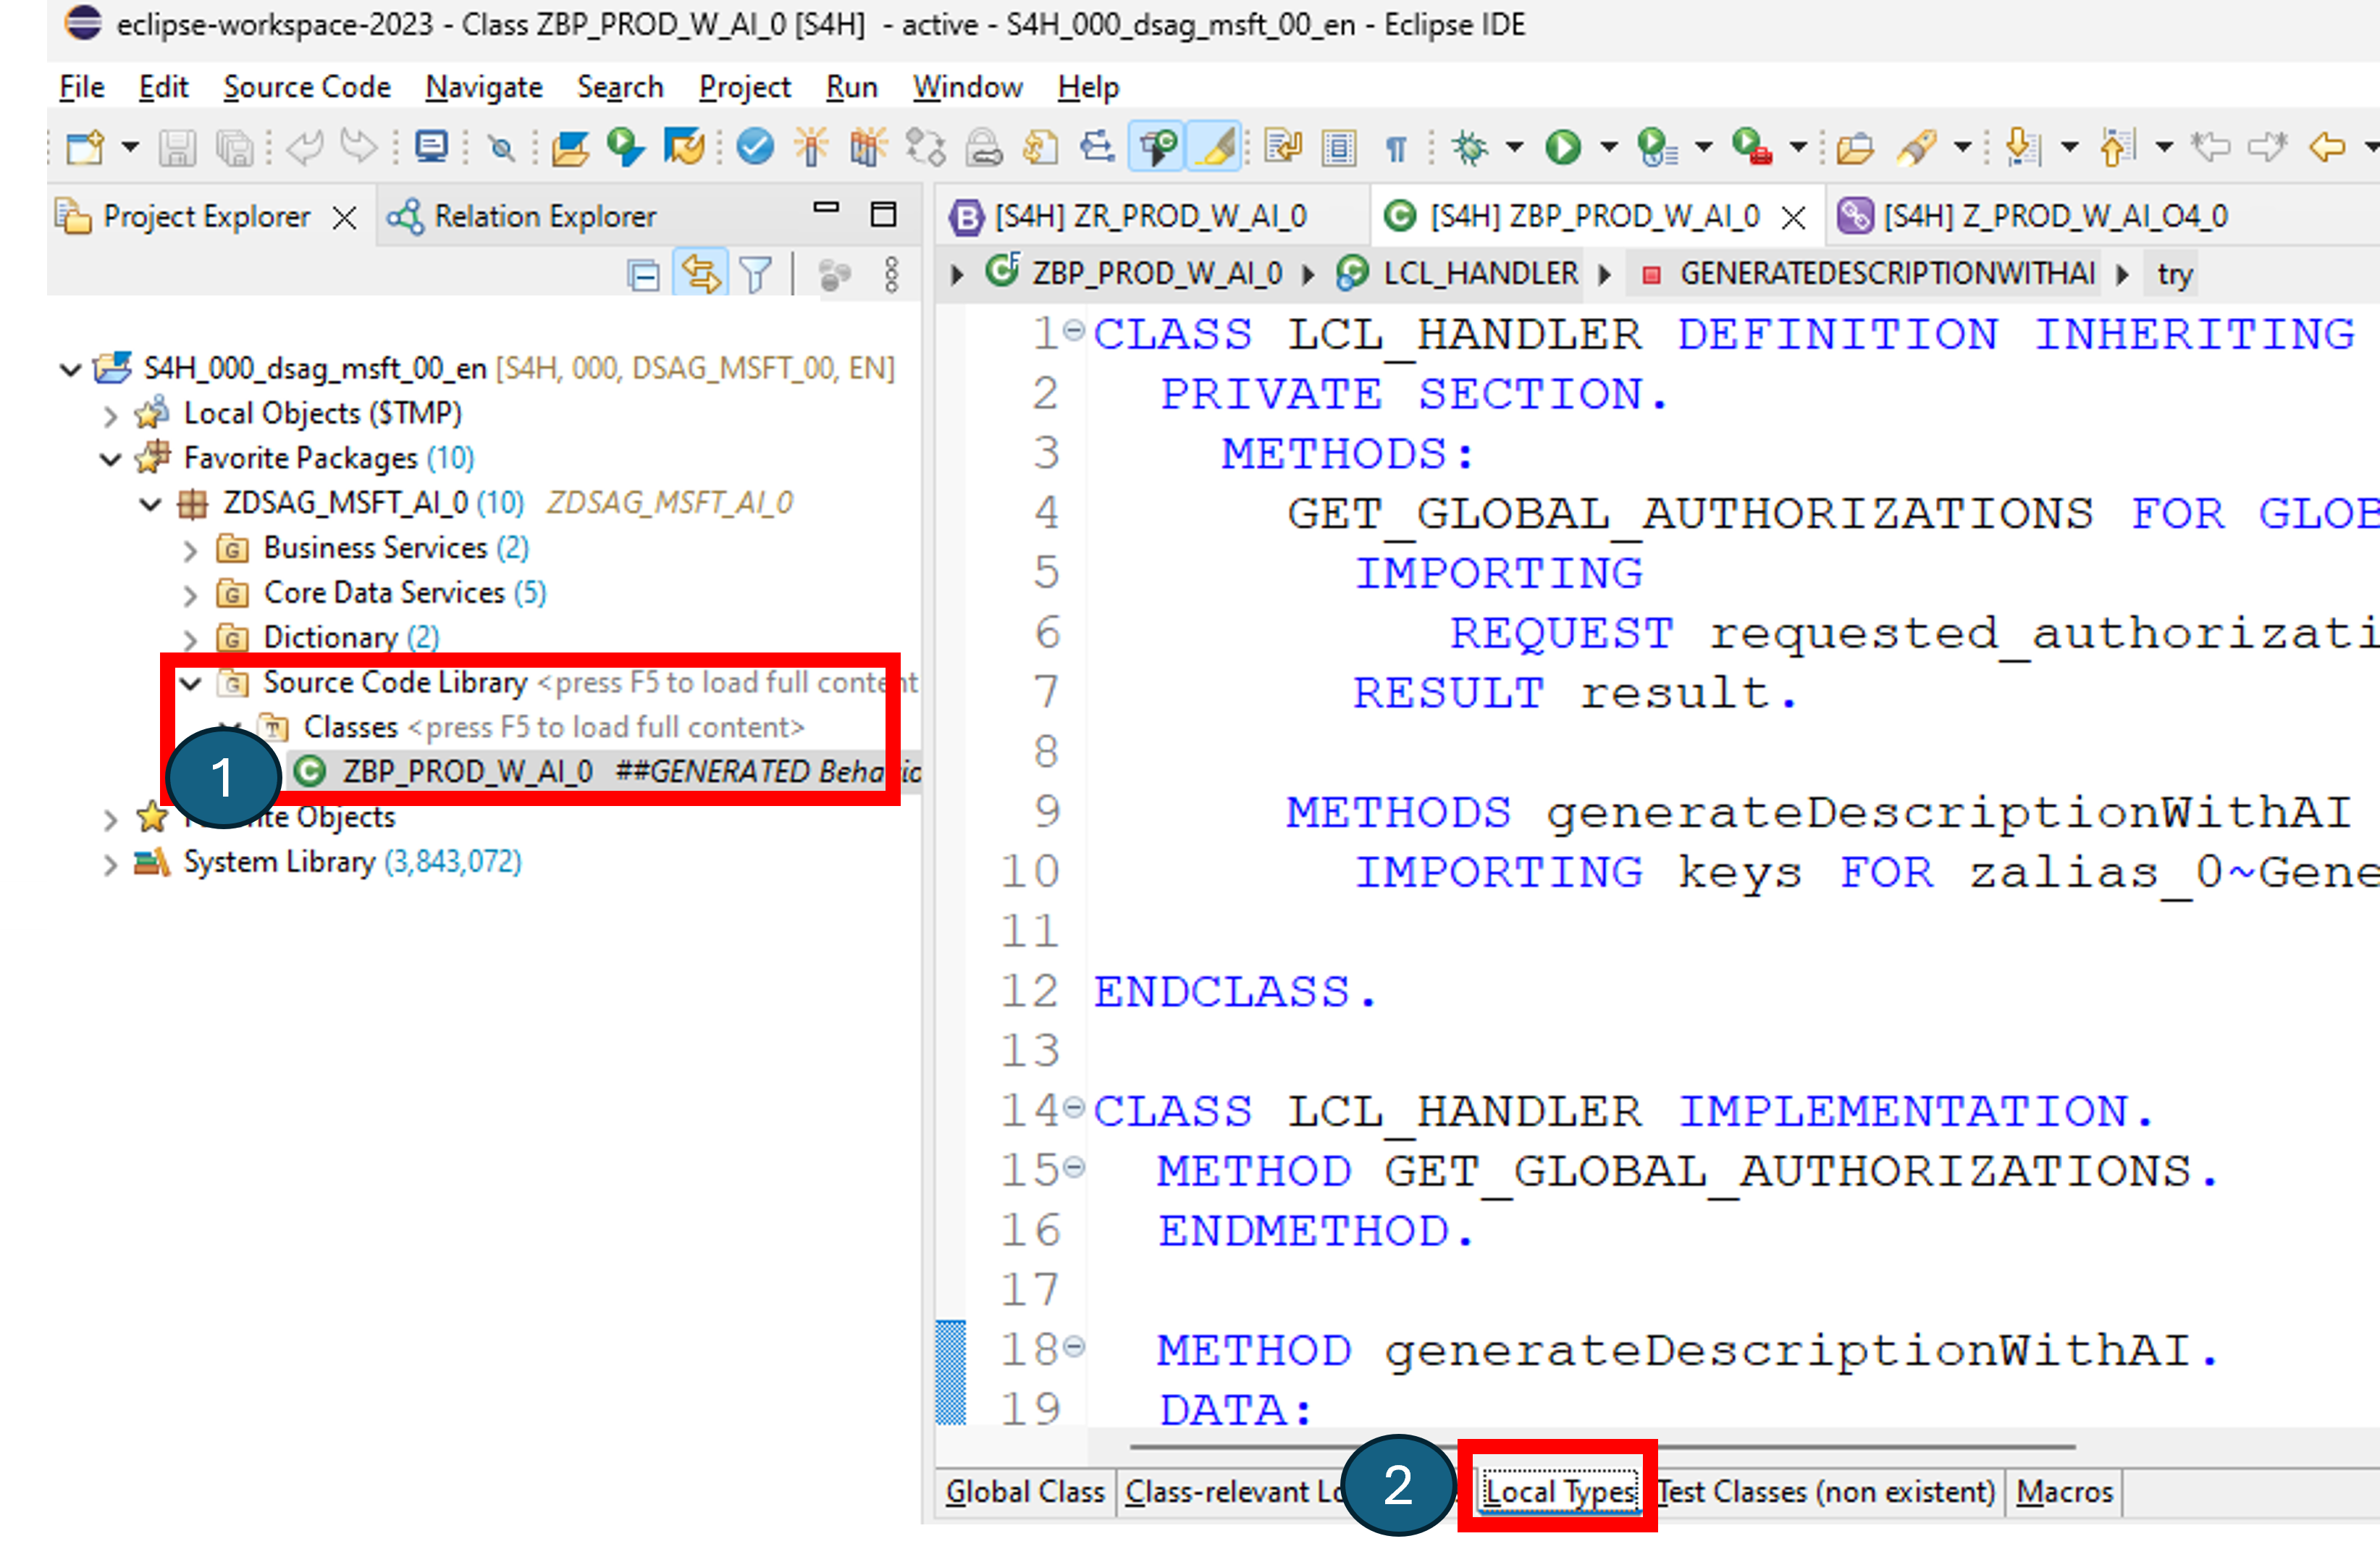 eclipse-workspace-2023 - Class ZBP_PROD_W_AI_0 [S4H] - active - S4H_000_dsag_msft_00_en - Eclipse IDE
File Edit Source Code Navigate Search Project Run Window Help
Project Explorer Relation Explorer
[S4H] ZR_PROD_W_AI_0 [S4H] ZBP_PROD_W_AI_0 [S4H] Z_PROD_W_AI_O4_0
ZBP_PROD_W_AI_0 LCL_HANDLER GENERATEDESCRIPTIONWITHAI try
S4H_000_dsag_msft_00_en [S4H, 000, DSAG_MSFT_00, EN]
Local Objects ($TMP)
Favorite Packages (10)
ZDSAG_MSFT_AI_0 (10) ZDSAG_MSFT_AI_0
Business Services (2)
Core Data Services (5)
Dictionary (2)
Source Code Library <press F5 to load full content
Classes <press F5 to load full content>
1
ZBP_PROD_W_AI_0 ##GENERATED Behavio
Objects
System Library (3,843,072)
1 CLASS LCL_HANDLER DEFINITION INHERITING
2 PRIVATE SECTION.
3 METHODS:
4 GET_GLOBAL_AUTHORIZATIONS FOR GLOB
5 IMPORTING
6 REQUEST requested_authorizati
7 RESULT result.
8
9 METHODS generateDescriptionWithAI
10 IMPORTING keys FOR zalias_0~Gene
11
12 ENDCLASS.
13
14 CLASS LCL_HANDLER IMPLEMENTATION.
15 METHOD GET_GLOBAL_AUTHORIZATIONS.
16 ENDMETHOD.
17
18 METHOD generateDescriptionWithAI.
19 DATA:
Global Class Class-relevant Lo 2 Local Types Test Classes (non existent) Macros